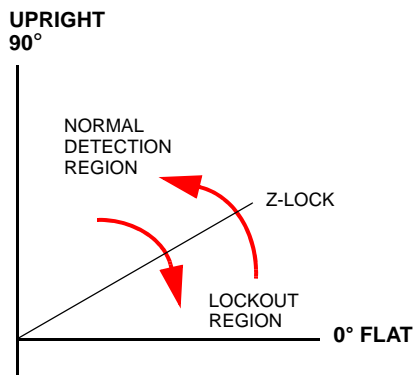 UPRIGHT
90°
NORMAL
DETECTION
REGION
Z-LOCK
LOCKOUT
REGION
0° FLAT